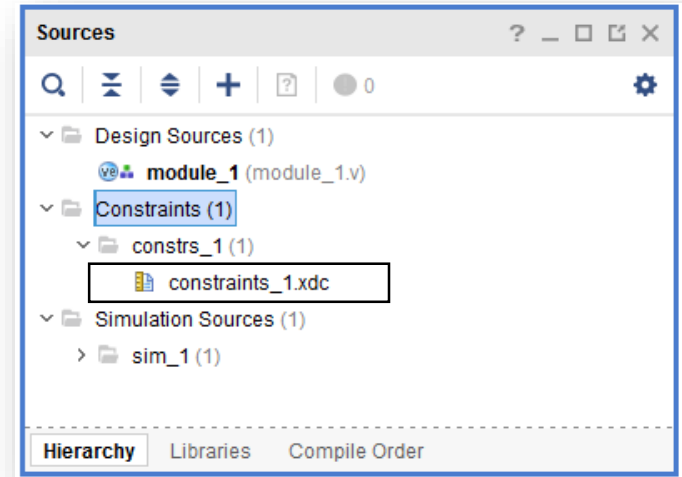 Sources ?
? 0
Design Sources (1)
ve module_1 (module_1.v)
Constraints (1)
constrs_1 (1)
constraints_1.xdc
Simulation Sources (1)
sim_1 (1)
Hierarchy Libraries Compile Order